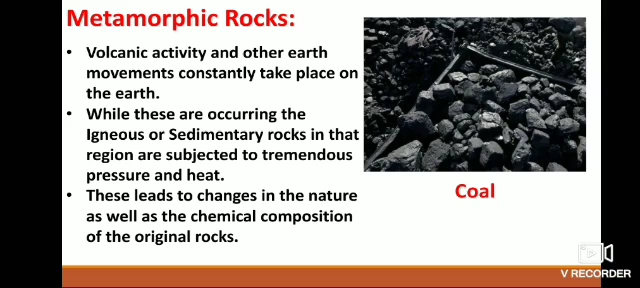 Metamorphic Rocks:
• Volcanic activity and other earth
movements constantly take place on
the earth.
• While these are occurring the
Igneous or Sedimentary rocks in that
region are subjected to tremendous
pressure and heat.
• These leads to changes in the nature
as well as the chemical composition
of the original rocks.
Coal
V RECORDER